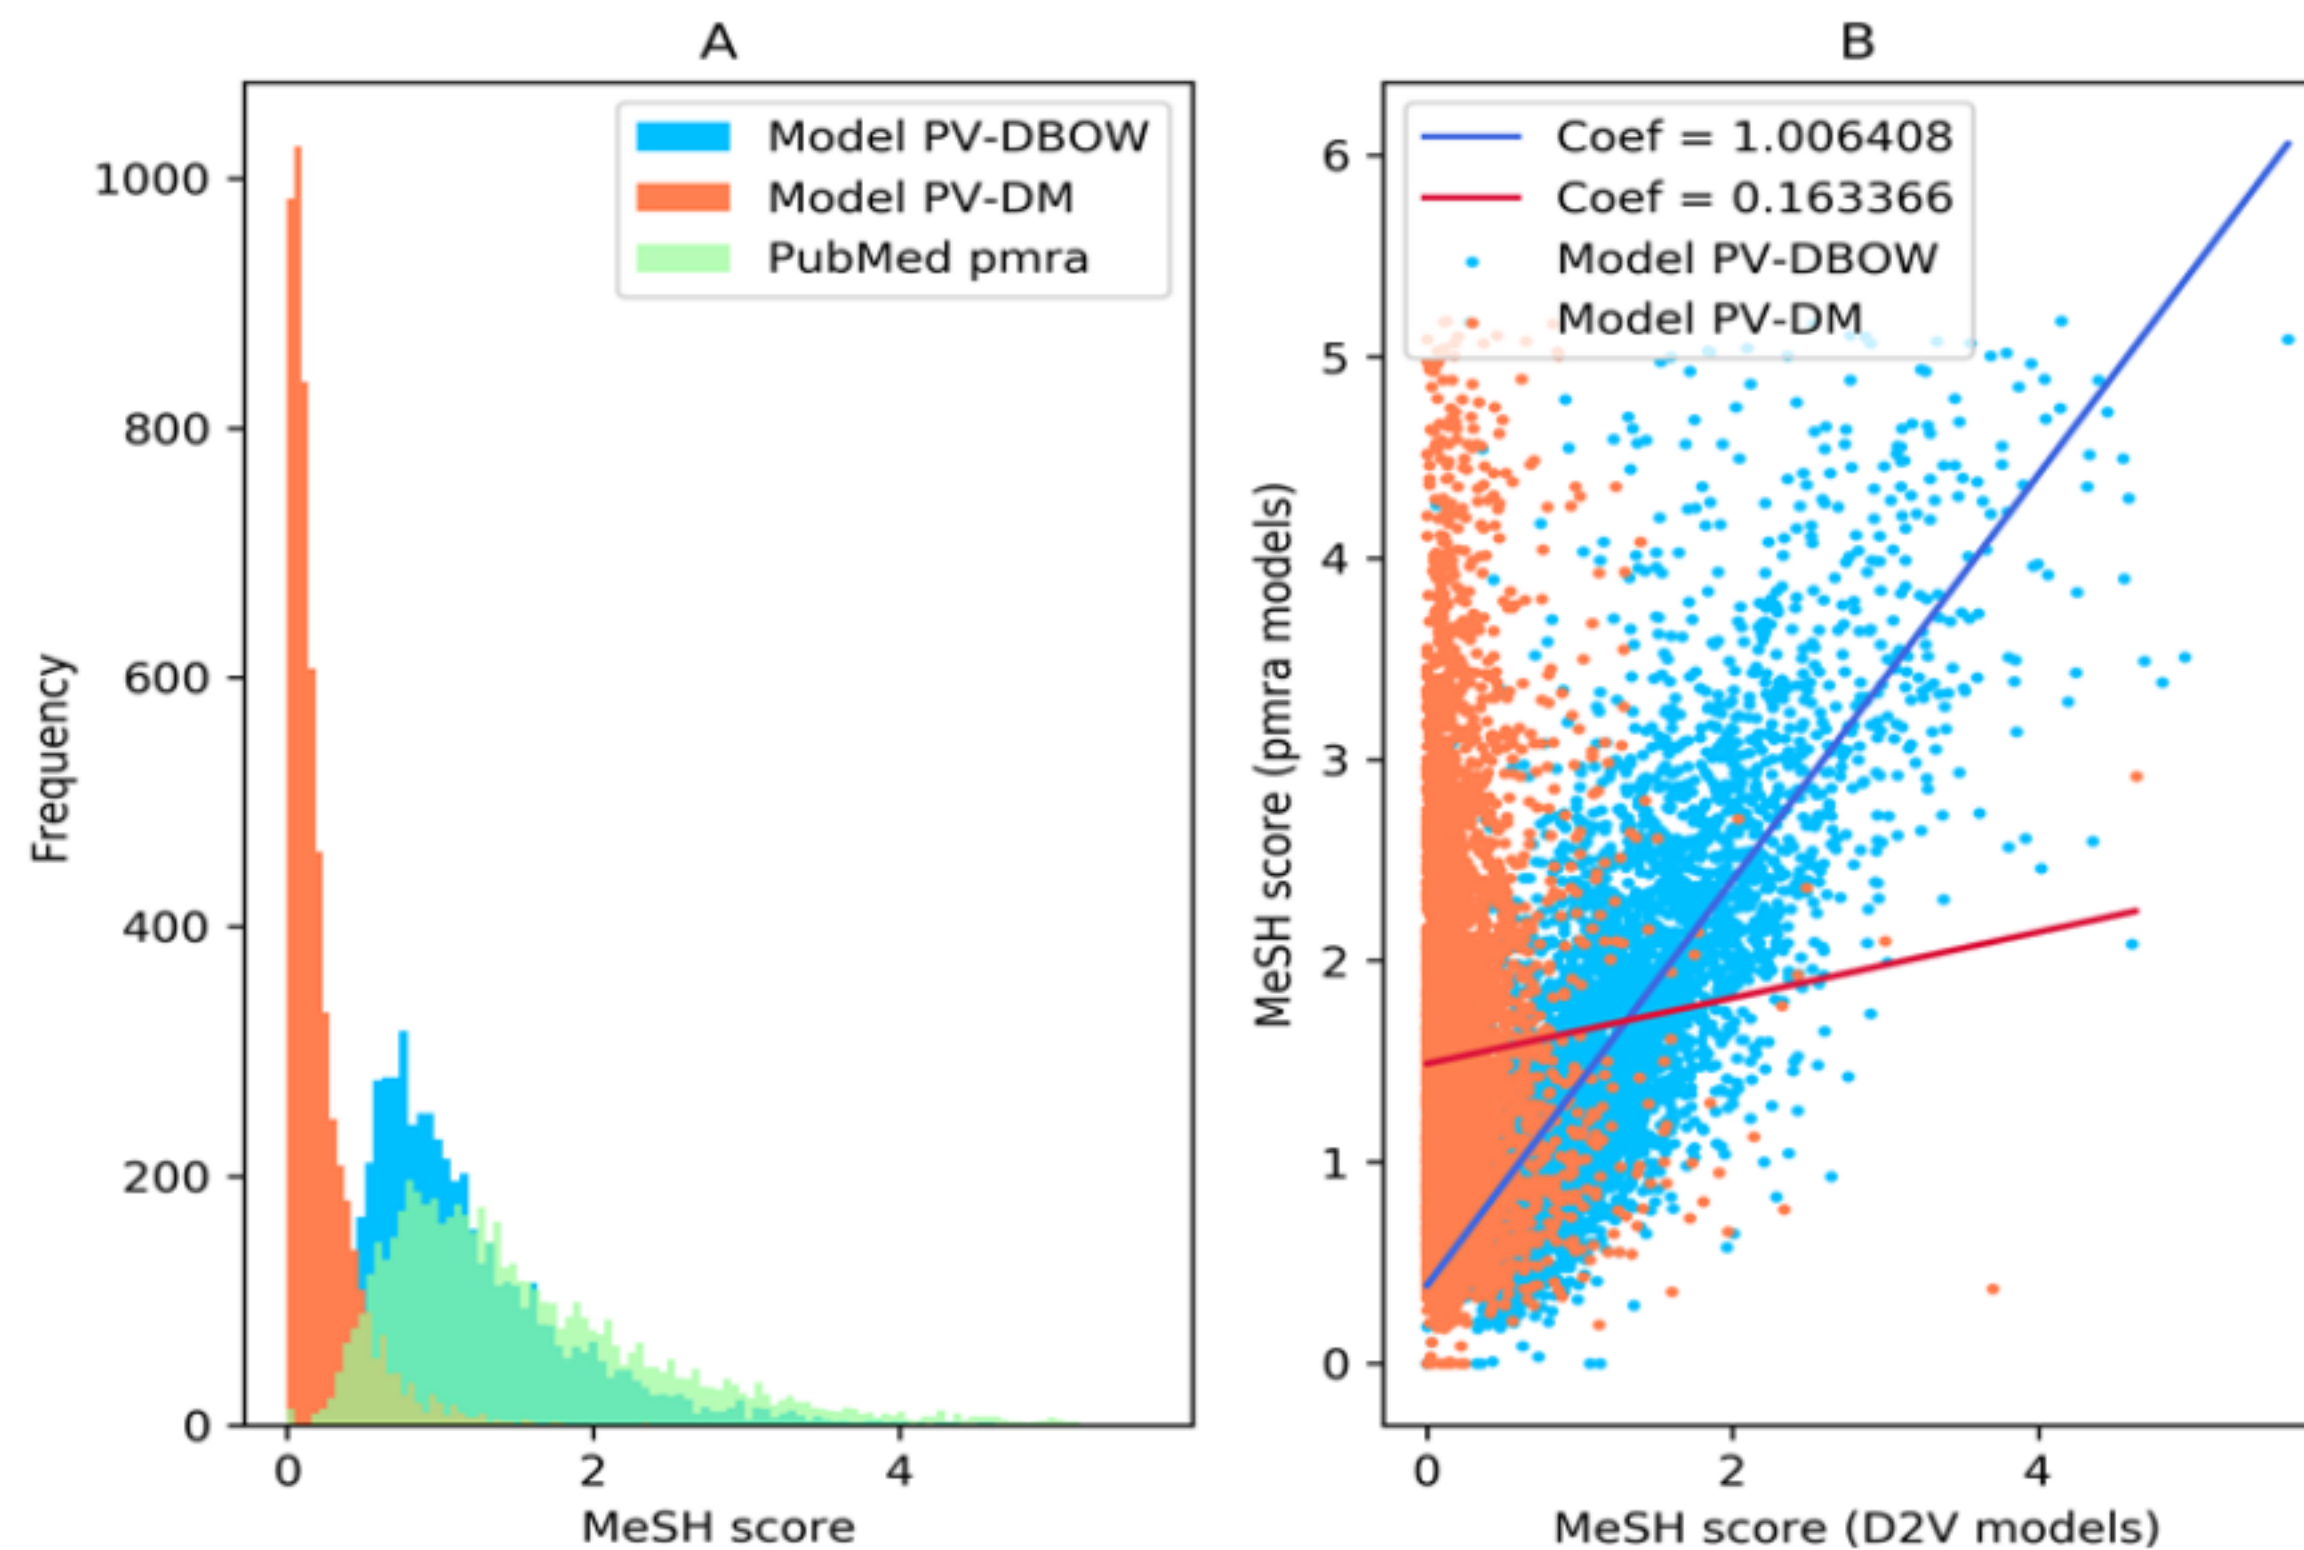 A
1000
800
600
400
200
0
Frequency
0 2 4
MeSH score
Model PV-DBOW
Model PV-DM
PubMed pmra
B
6
5
4
3
2
1
0
MeSH score (pmra models)
0 2 4
MeSH score (D2V models)
Coef = 1.006408
Coef = 0.163366
Model PV-DBOW
Model PV-DM